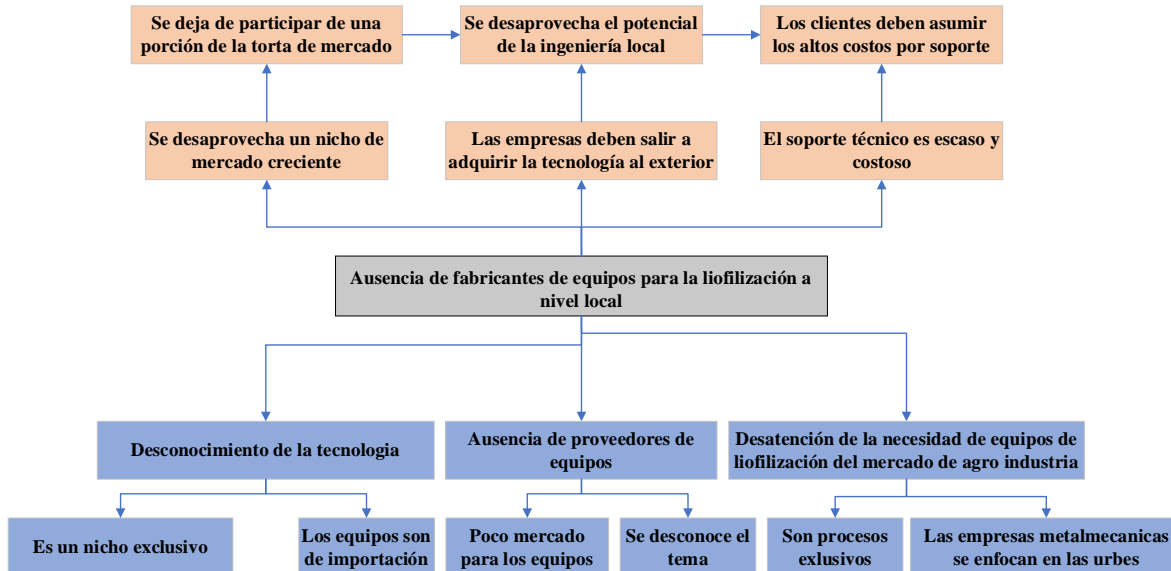 Se deja de participar de una
porción de la torta de mercado
Se desaprovecha el potencial
de la ingeniería local
Los clientes deben asumir
los altos costos por soporte
Se desaprovecha un nicho de
mercado creciente
Las empresas deben salir a
adquirir la tecnología al exterior
El soporte técnico es escaso y
costoso
Ausencia de fabricantes de equipos para la liofilización a
nivel local
Desconocimiento de la tecnologia
Ausencia de proveedores de
equipos
Desatención de la necesidad de equipos de
liofilización del mercado de agro industria
Es un nicho exclusivo
Los equipos son
de importación
Poco mercado
para los equipos
Se desconoce el
tema
Son procesos
exlusivos
Las empresas metalmecanicas
se enfocan en las urbes